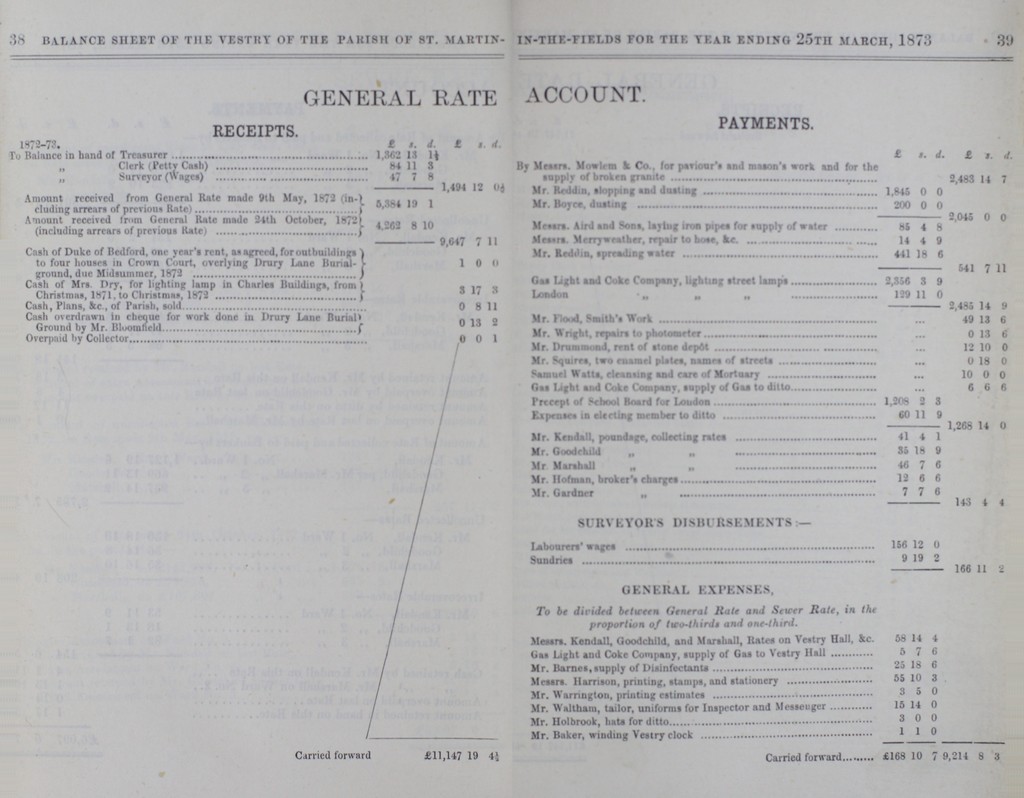 38 BALANCE SHEET OF THE VESTRY OF THE PARISH OF ST. MARTIN-
GENERAL RATE
RECEIPTS.
1872-73. £ s. d. £ s. d.
To Balance in hand of Treasurer 1,362 13 1½
„ Clerk (Petty Cash) 84 11 3
„ Surveyor (Wages) 47 7 8
1,494 12 0½
Amount received from General Rate made 9th May, 1872 (in-
cluding arrears of previous Rate) 5,384 19 1
Amount received from General Rate made 24th October, 1872
(including arrears of previous Rate) 4,262 8 10
9,647 7 11
Cash of Duke of Bedford, one year's rent, as agreed, for outbuildings
to four houses in Crown Court, overlying Drury Lane Burial-
ground, due Midsummer, 1872 1 0 0
Cash of Mrs. Dry, for lighting lamp in Charles Buildings, from
Christmas, 1871, to Christmas, 1872 3 17 3
Cash, Plans, &c., of Parish, sold 0 8 11
Cash overdrawn in cheque for work done in Drury Lane Burial
Ground by Mr. Bloomfield 0 13 2
Overpaid by Collector 0 0 1
Carried forward £11,147 19 4½
IN-THE-FIELDS FOR THE YEAR ENDING 25TH MARCH, 1873 39
ACCOUNT.
PAYMENTS.
£ s. d. £ s. d.
By Messrs. Mowlem & Co., for paviour's and mason's work and for the
supply of broken granite 2,483 14 7
Mr. Reddin, slopping and dusting 1,845 0 0
Mr. Boyce, dusting 200 0 0
2,045 0 0
Messrs. Aird and Sons, laying iron pipes for supply of water 85 4 8
Messrs. Merryweather, repair to hose, &c. 14 4 9
Mr. Reddin, spreading water 441 18 6
541 7 11
Gas Light and Coke Company, lighting street lamps 2,356 3 9
London „ „ „ 129 11 0
2,485 14 9
Mr. Flood, Smith's Work ... 49 13 6
Mr. Wright, repairs to photometer ... 0 13 6
Mr. Drummond, rent of stone depôt ... 12 10 0
Mr. Squires, two enamel plates, names of streets ... 0 18 0
Samuel Watts, cleansing and care of Mortuary ... 10 0 0
Gas Light and Coke Company, supply of Gas to ditto ... 6 6 6
Precept of School Board for London 1,208 2 3
Expenses in electing member to ditto 60 11 9
1,268 14 0
Mr. Kendall, poundage, collecting rates 41 4 1
Mr. Goodchild „ „ 35 18 9
Mr. Marshall „ „ 46 7 6
Mr. Hofman, broker's charges 12 6 6
Mr. Gardner „ 7 7 6
143 4 4
SURVEYOR'S DISBURSEMENTS :—
Labourers' wages 156 12 0
Sundries 9 19 2
166 11 2
GENERAL EXPENSES,
To be divided between General Rate and Sewer Rate, in the
proportion of two-thirds and one-third.
Messrs. Kendall, Goodchild, and Marshall, Rates on Vestry Hall, &c. 58 14 4
Gas Light and Coke Company, supply of Gas to Vestry Hall 5 7 6
Mr. Barnes, supply of Disinfectants 25 18 6
Messrs. Harrison, printing, stamps, and stationery 55 10 3
Mr. Warrington, printing estimates 3 5 0
Mr. Waltham, tailor, uniforms for Inspector and Messenger 15 14 0
Mr. Holbrook, hats for ditto 3 0 0
Mr. Baker, winding Vestry clock 1 1 0
Carried forward £168 10 7 9,214 8 3